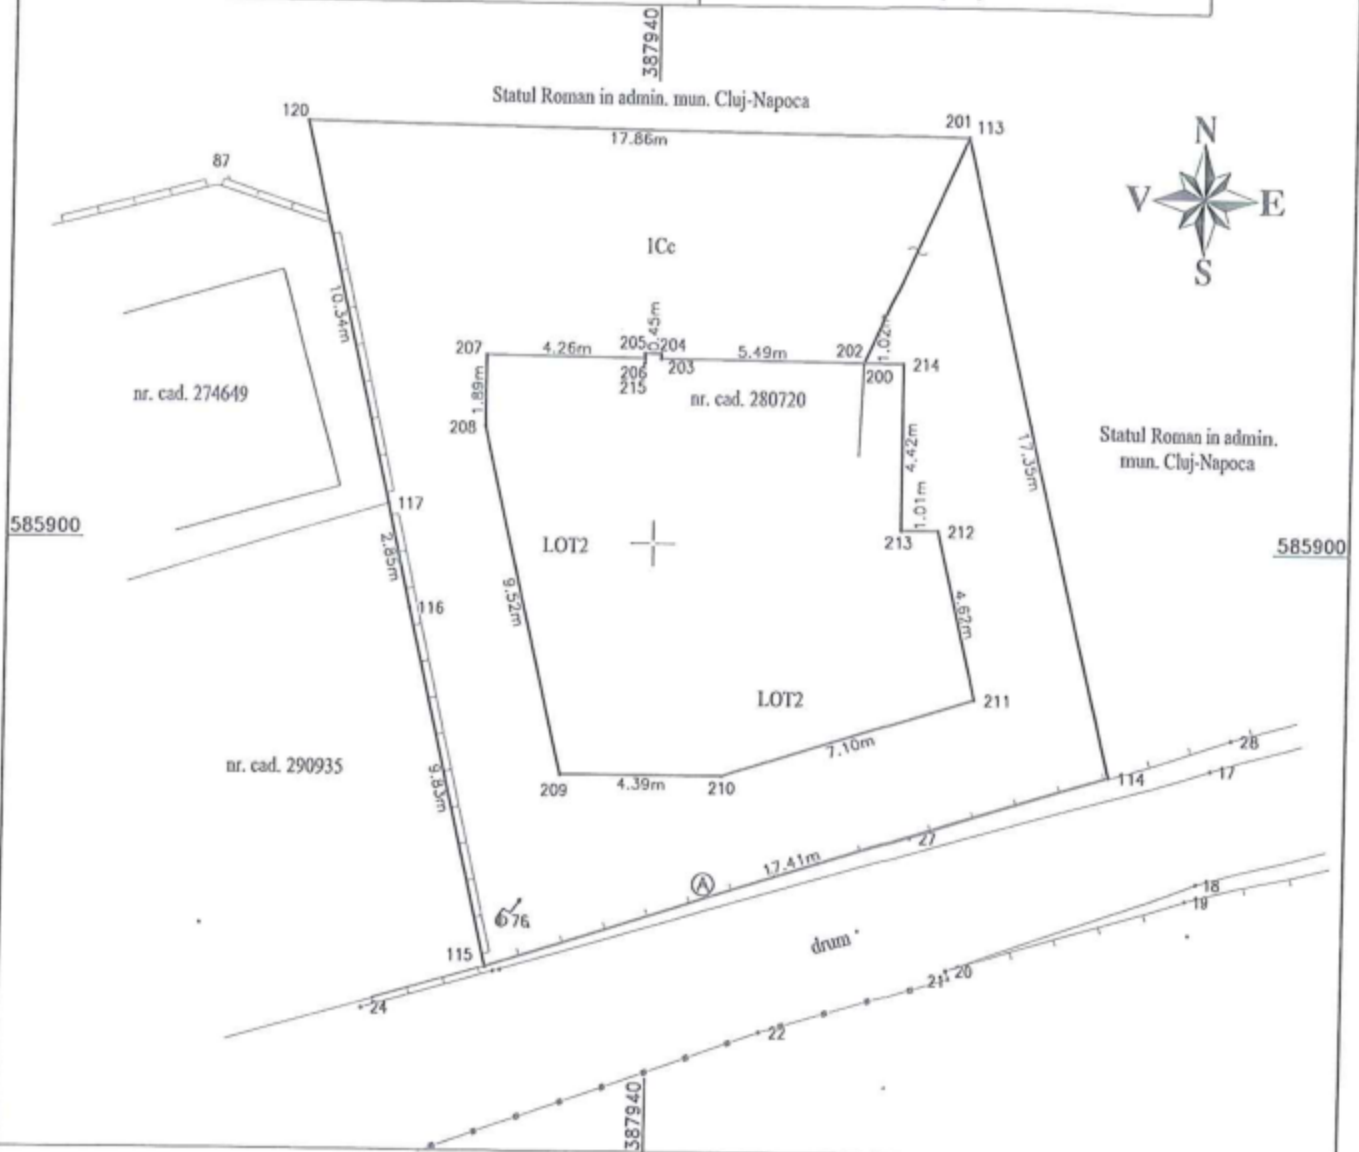 387940
Statul Roman in admin. mun. Cluj-Napoca
120
201
113
17.86m
N
87
V
E
1Cc
S
10.34m
0.45m
1.02m
207
4.26m
205
204
5.49m
202
214
206
203
200
215
1.89m
nr. cad. 274649
nr. cad. 280720
208
4.42m
17.35m
Statul Roman in admin.
mun. Cluj-Napoca
117
1.01m
585900
213
212
585900
LOT2
2.85m
116
9.52m
4.62m
LOT2
211
nr. cad. 290935
9.83m
7.10m
28
17
114
209
4.39m
210
27
17.41m
A
18
19
76
drum
115
24
21
20
22
387940